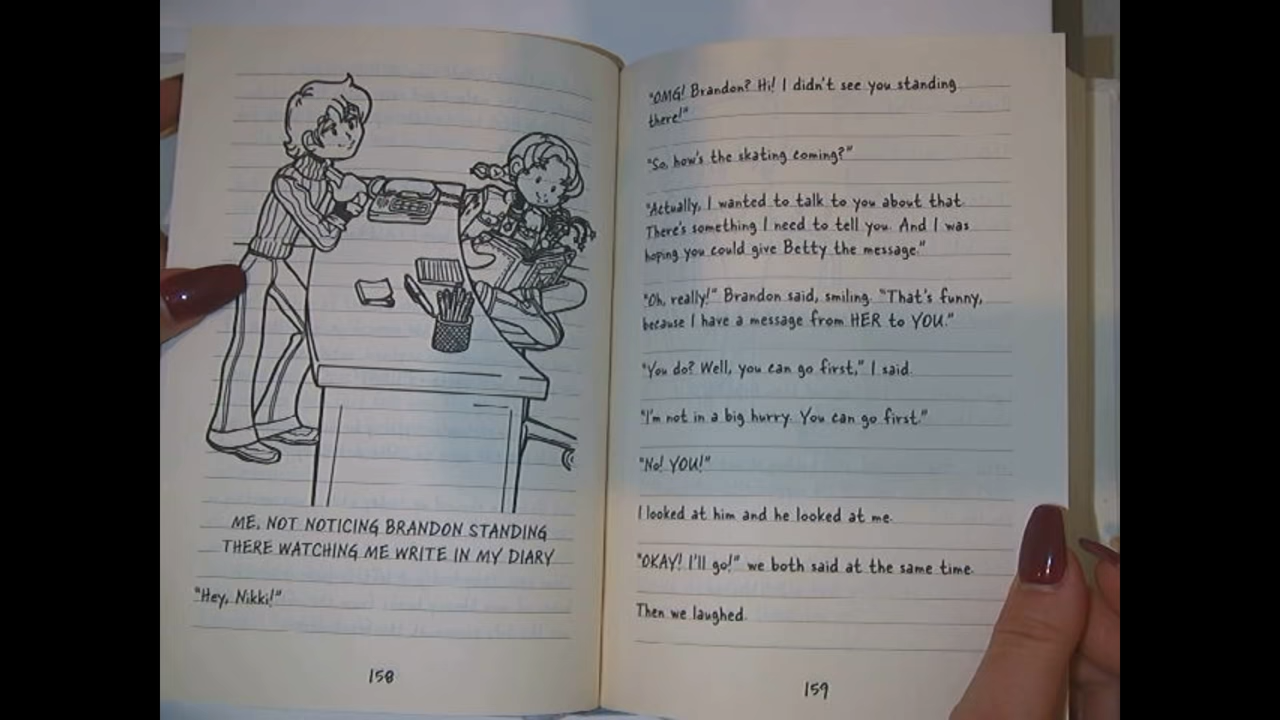 ME, NOT NOTICING BRANDON STANDING
THERE WATCHING ME WRITE IN MY DIARY
"Hey, Nikki!"
158
"OMG! Brandon? Hi! I didn't see you standing
there!"
"So, how's the skating coming?"
"Actually, I wanted to talk to you about that.
There's something I need to tell you. And I was
hoping you could give Betty the message."
"Oh, really!" Brandon said, smiling. "That's funny,
because I have a message from HER to YOU."
"You do? Well, you can go first," I said.
"I'm not in a big hurry. You can go first."
"No! YOU!"
I looked at him and he looked at me.
"OKAY! I'll go!" we both said at the same time.
Then we laughed.
159